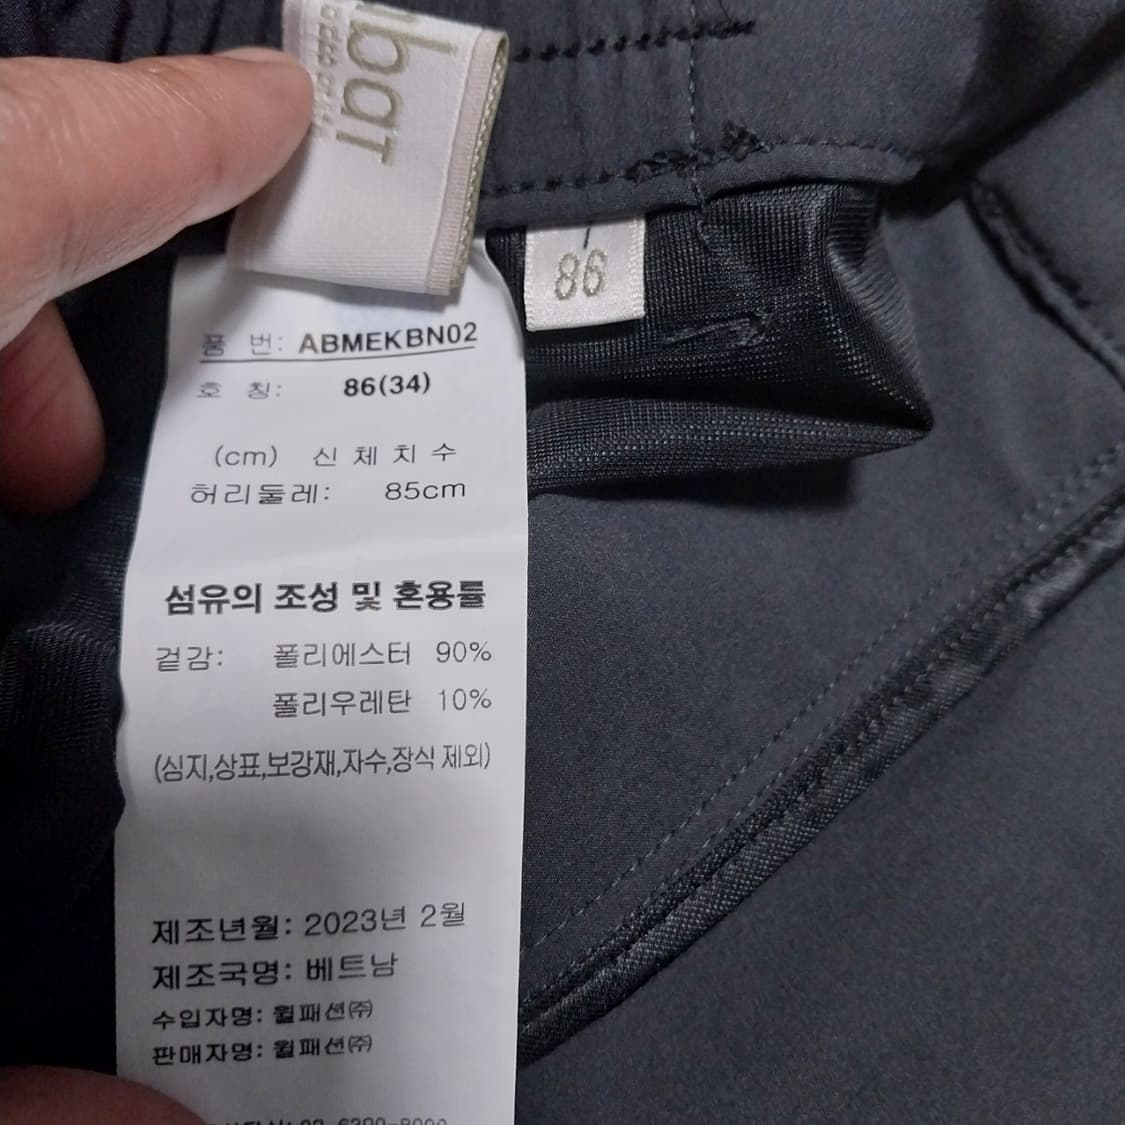 bar
86
품 번: ABMEKBN02
호 칭: 86(34)
(cm) 신 체 치 수
허리둘레: 85cm
섬유의 조성 및 혼용률
겉감: 폴리에스터 90%
폴리우레탄 10%
(심지,상표,보강재,자수,장식 제외)
제조년월: 2023년 2월
제조국명: 베트남
수입자명: 월패션㈜
판매자명: 월패션㈜